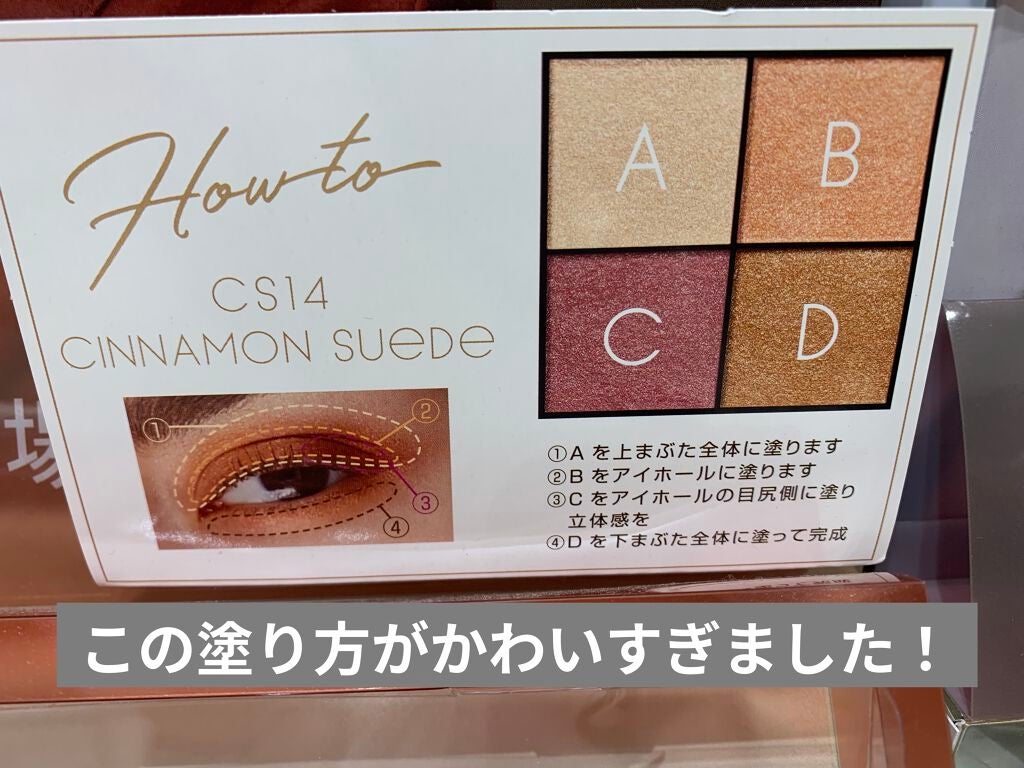 How to
CS14
CINNAMON SUEDE
A
B
C
D
①
②
③
④
①A を上まぶた全体に塗ります
②B をアイホールに塗ります
③C をアイホールの目尻側に塗り
立体感を
④D を下まぶた全体に塗って完成
場
この塗り方がかわいすぎました！